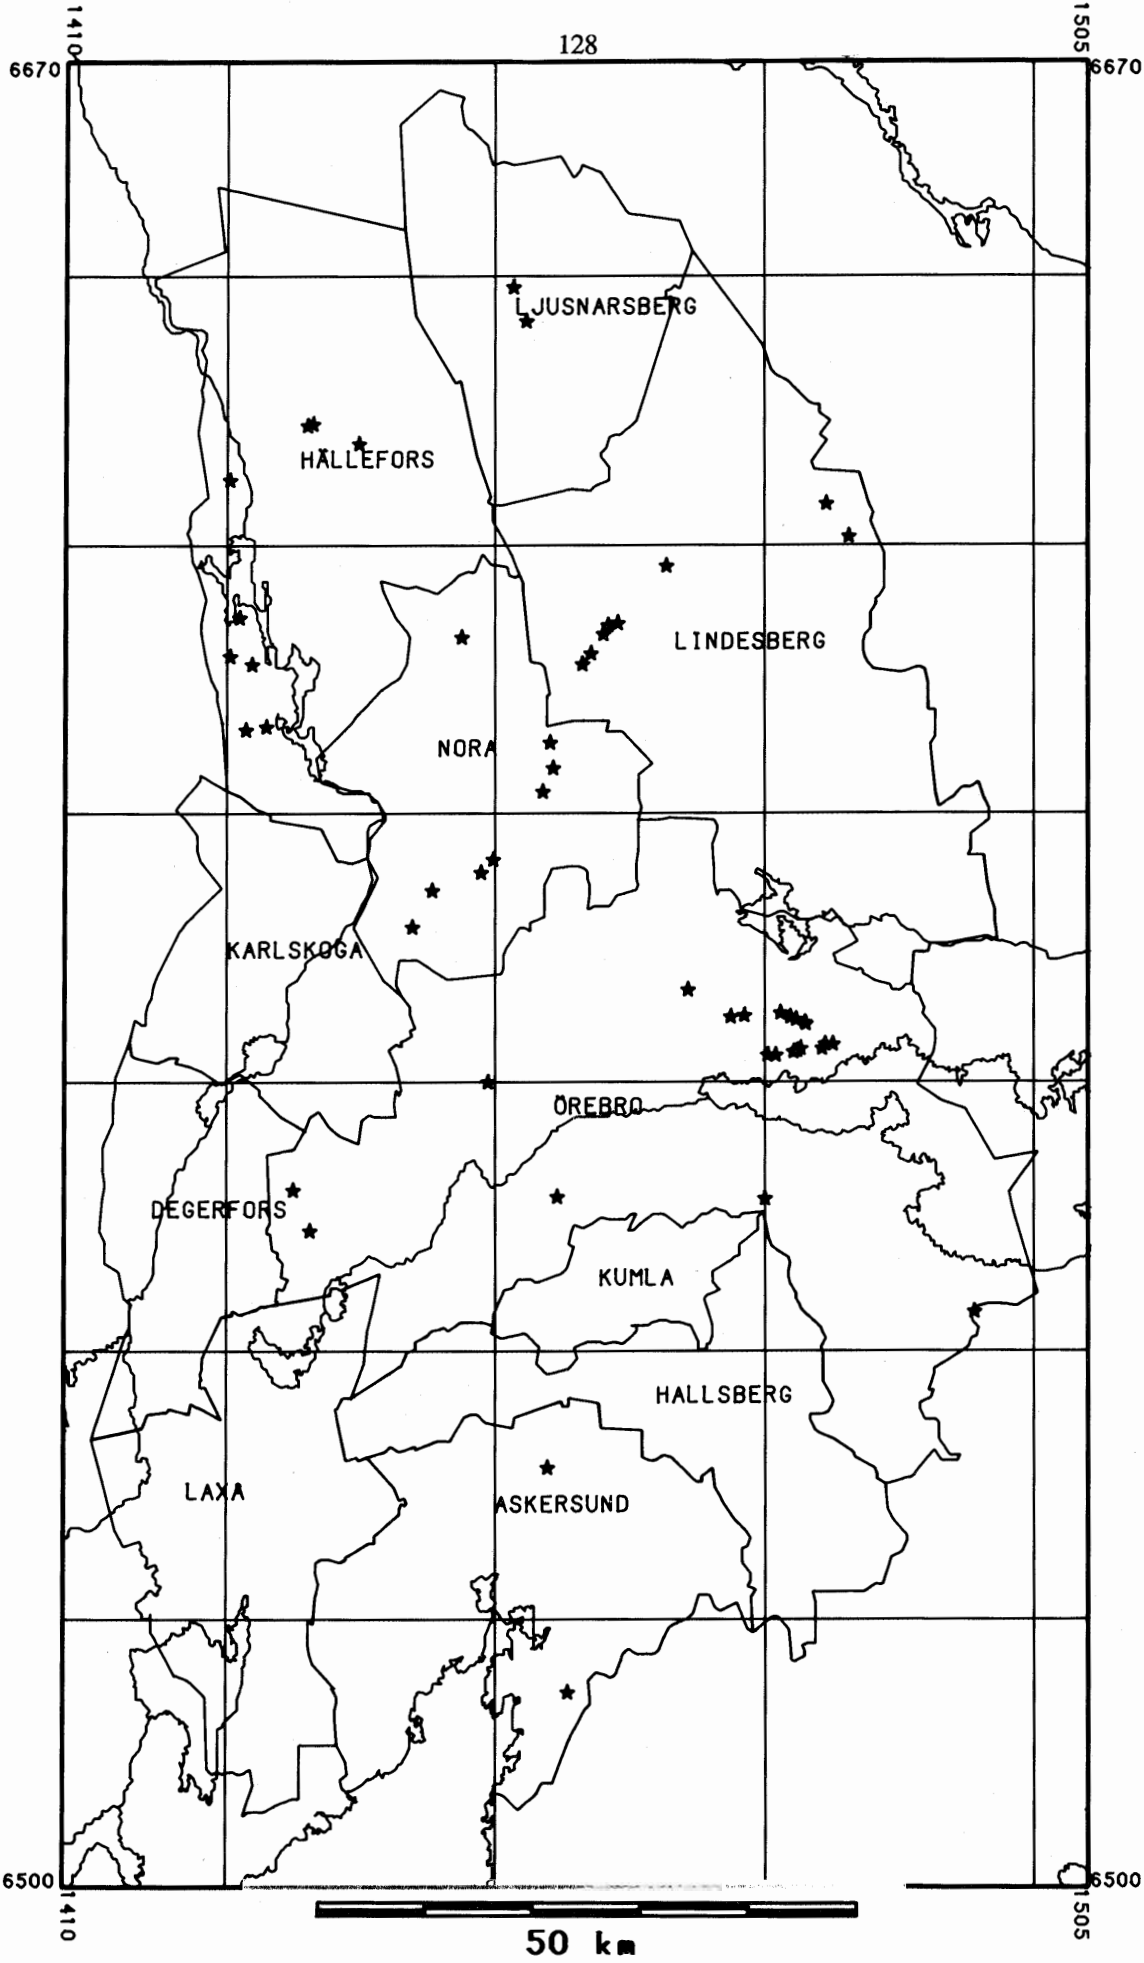 1410
128
1505
6670
6670
LJUSNARSBERG
HÄLLEFORS
LINDESBERG
NORA
KARLSKOGA
ÖREBRO
DEGERFORS
KUMLA
HALLSBERG
LAXA
ASKERSUND
6500
6500
1410
1505
50 km